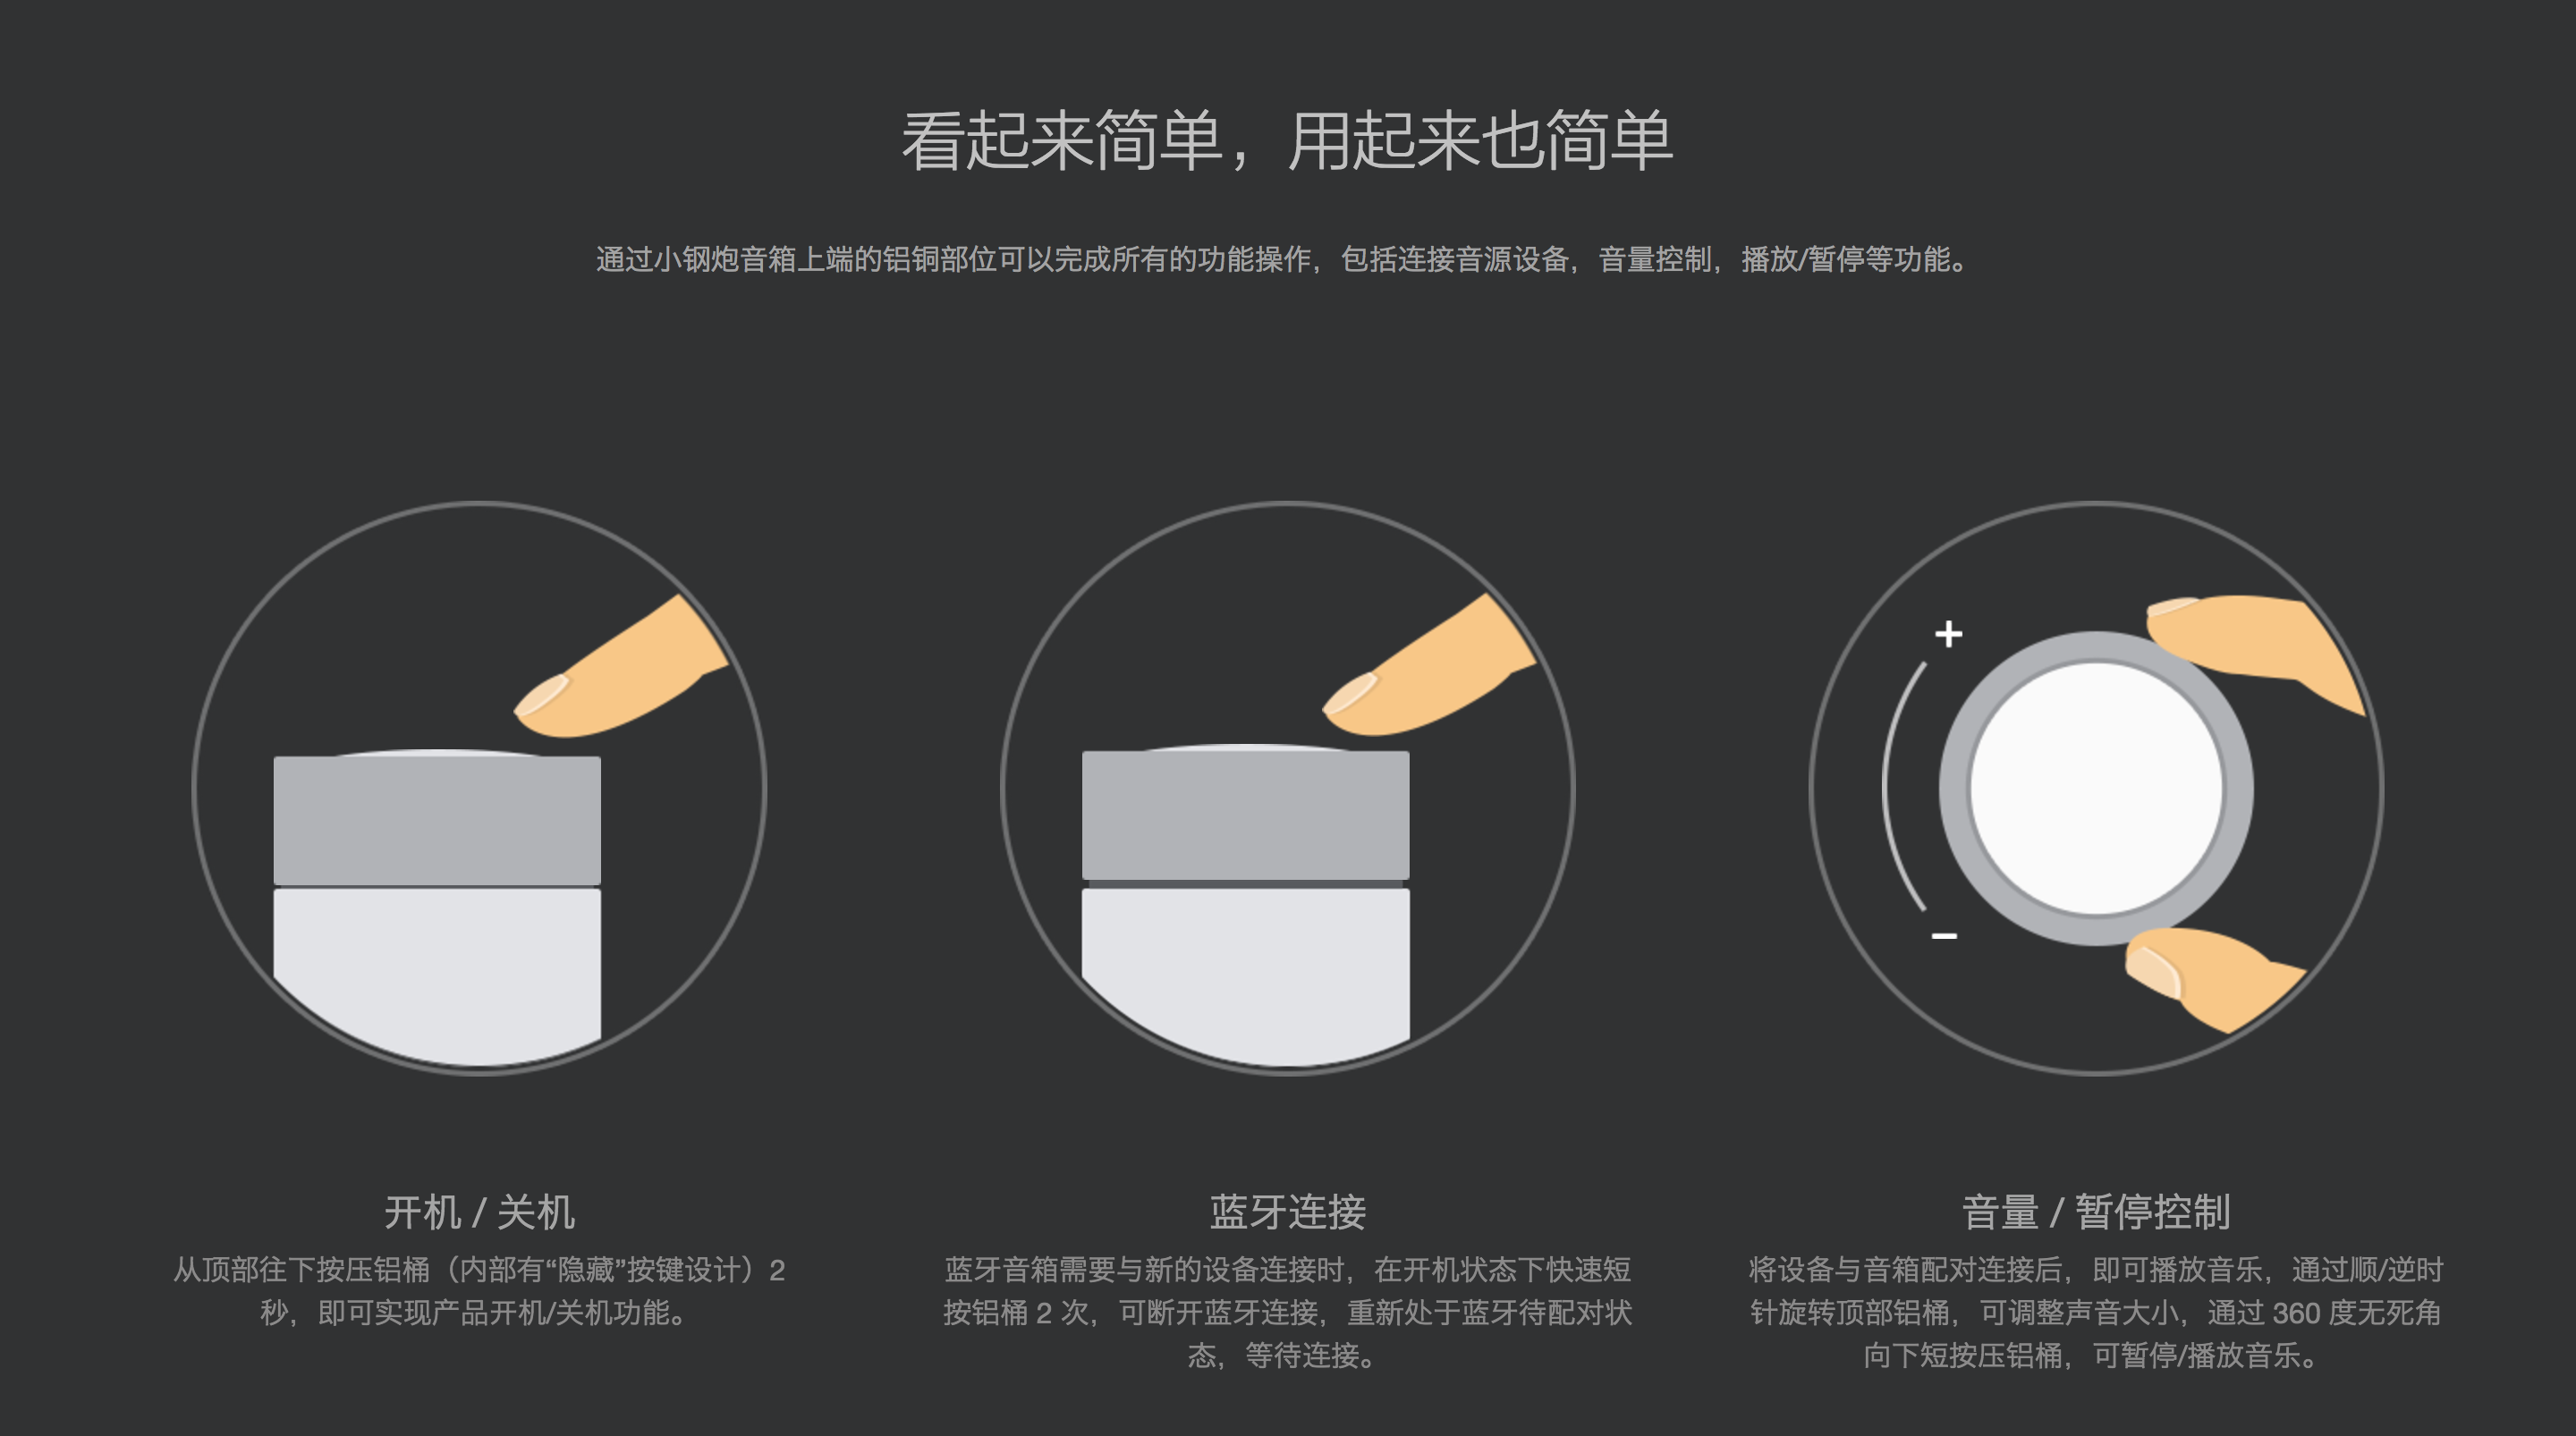 看起来简单，用起来也简单
通过小钢炮音箱上端的铝铜部位可以完成所有的功能操作，包括连接音源设备，音量控制，播放/暂停等功能。
+
−
开机 / 关机
从顶部往下按压铝桶（内部有“隐藏”按键设计）2
秒，即可实现产品开机/关机功能。
蓝牙连接
蓝牙音箱需要与新的设备连接时，在开机状态下快速短
按铝桶 2 次，可断开蓝牙连接，重新处于蓝牙待配对状
态，等待连接。
音量 / 暂停控制
将设备与音箱配对连接后，即可播放音乐，通过顺/逆时
针旋转顶部铝桶，可调整声音大小，通过 360 度无死角
向下短按压铝桶，可暂停/播放音乐。